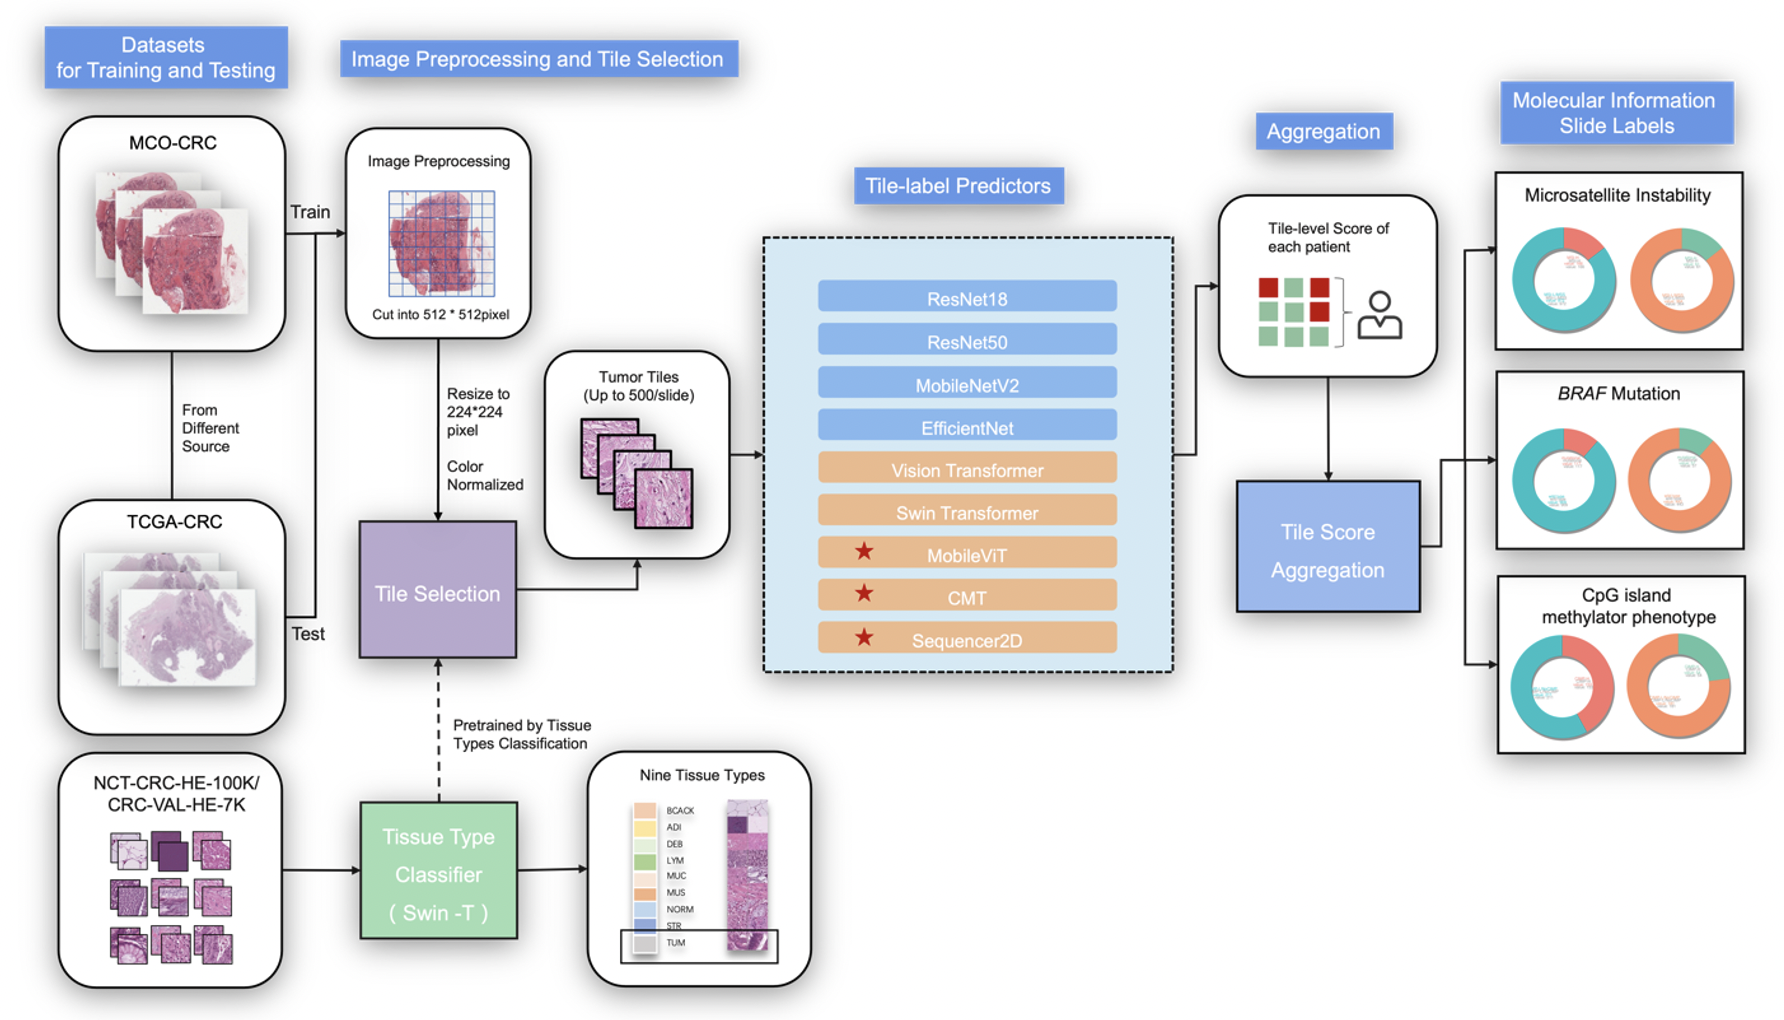 Datasets
for Training and Testing
Image Preprocessing and Tile Selection
Molecular Information
Slide Labels
Aggregation
Tile-label Predictors
MCO-CRC
Train
Image Preprocessing
Cut into 512 * 512pixel
From
Different
Source
Resize to
224*224
pixel
Color
Normalized
TCGA-CRC
Test
Tile Selection
Tumor Tiles
(Up to 500/slide)
Pretrained by Tissue
Types Classification
NCT-CRC-HE-100K/
CRC-VAL-HE-7K
Tissue Type
Classifier
( Swin -T )
Nine Tissue Types
BCACK
ADI
DEB
LYM
MUC
MUS
NORM
STR
TUM
ResNet18
ResNet50
MobileNetV2
EfficientNet
Vision Transformer
Swin Transformer
MobileViT
CMT
Sequencer2D
Tile-level Score of
each patient
Tile Score
Aggregation
Microsatellite Instability
BRAF Mutation
CpG island
methylator phenotype